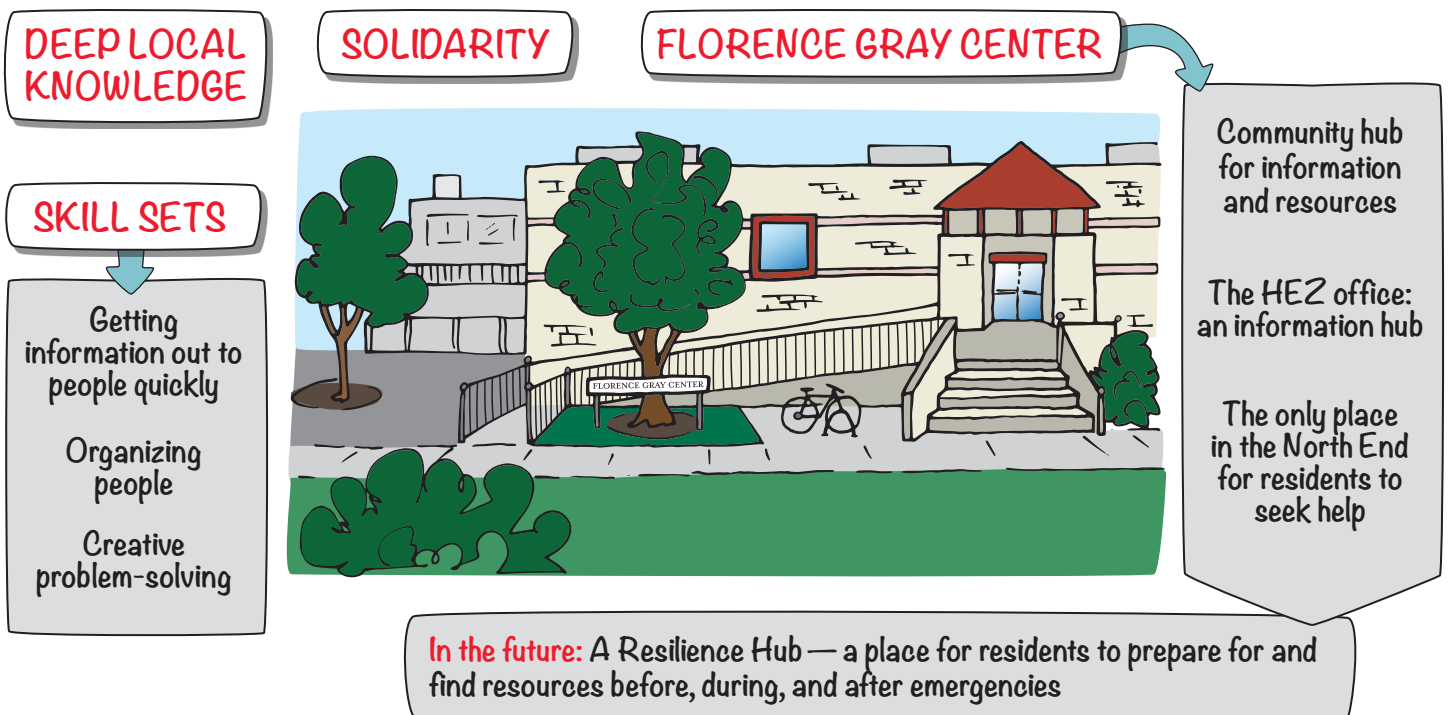 DEEP LOCAL
KNOWLEDGE
SOLIDARITY
FLORENCE GRAY CENTER
SKILL SETS
Getting
information out to
people quickly
Organizing
people
Creative
problem-solving
FLORENCE GRAY CENTER
Community hub
for information
and resources
The HEZ office:
an information hub
The only place
in the North End
for residents to
seek help
In the future: A Resilience Hub — a place for residents to prepare for and
find resources before, during, and after emergencies